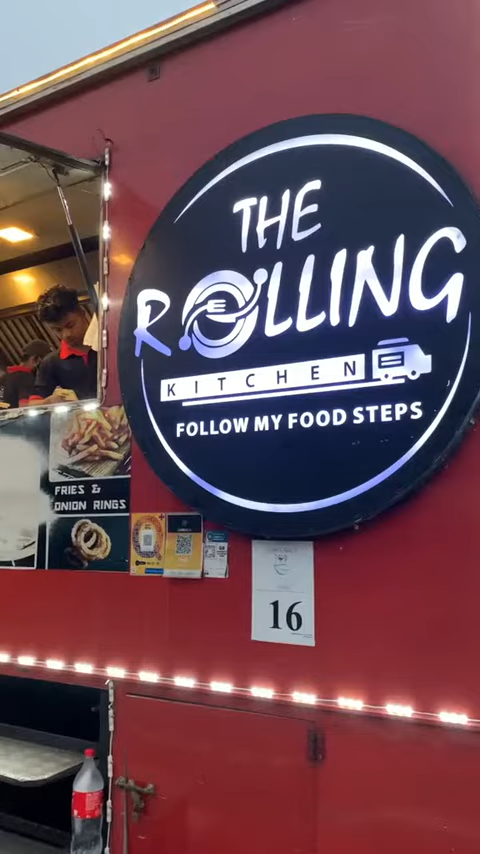 THE
ROLLING
KITCHEN
FOLLOW MY FOOD STEPS
FRIES &
ONION RINGS
16